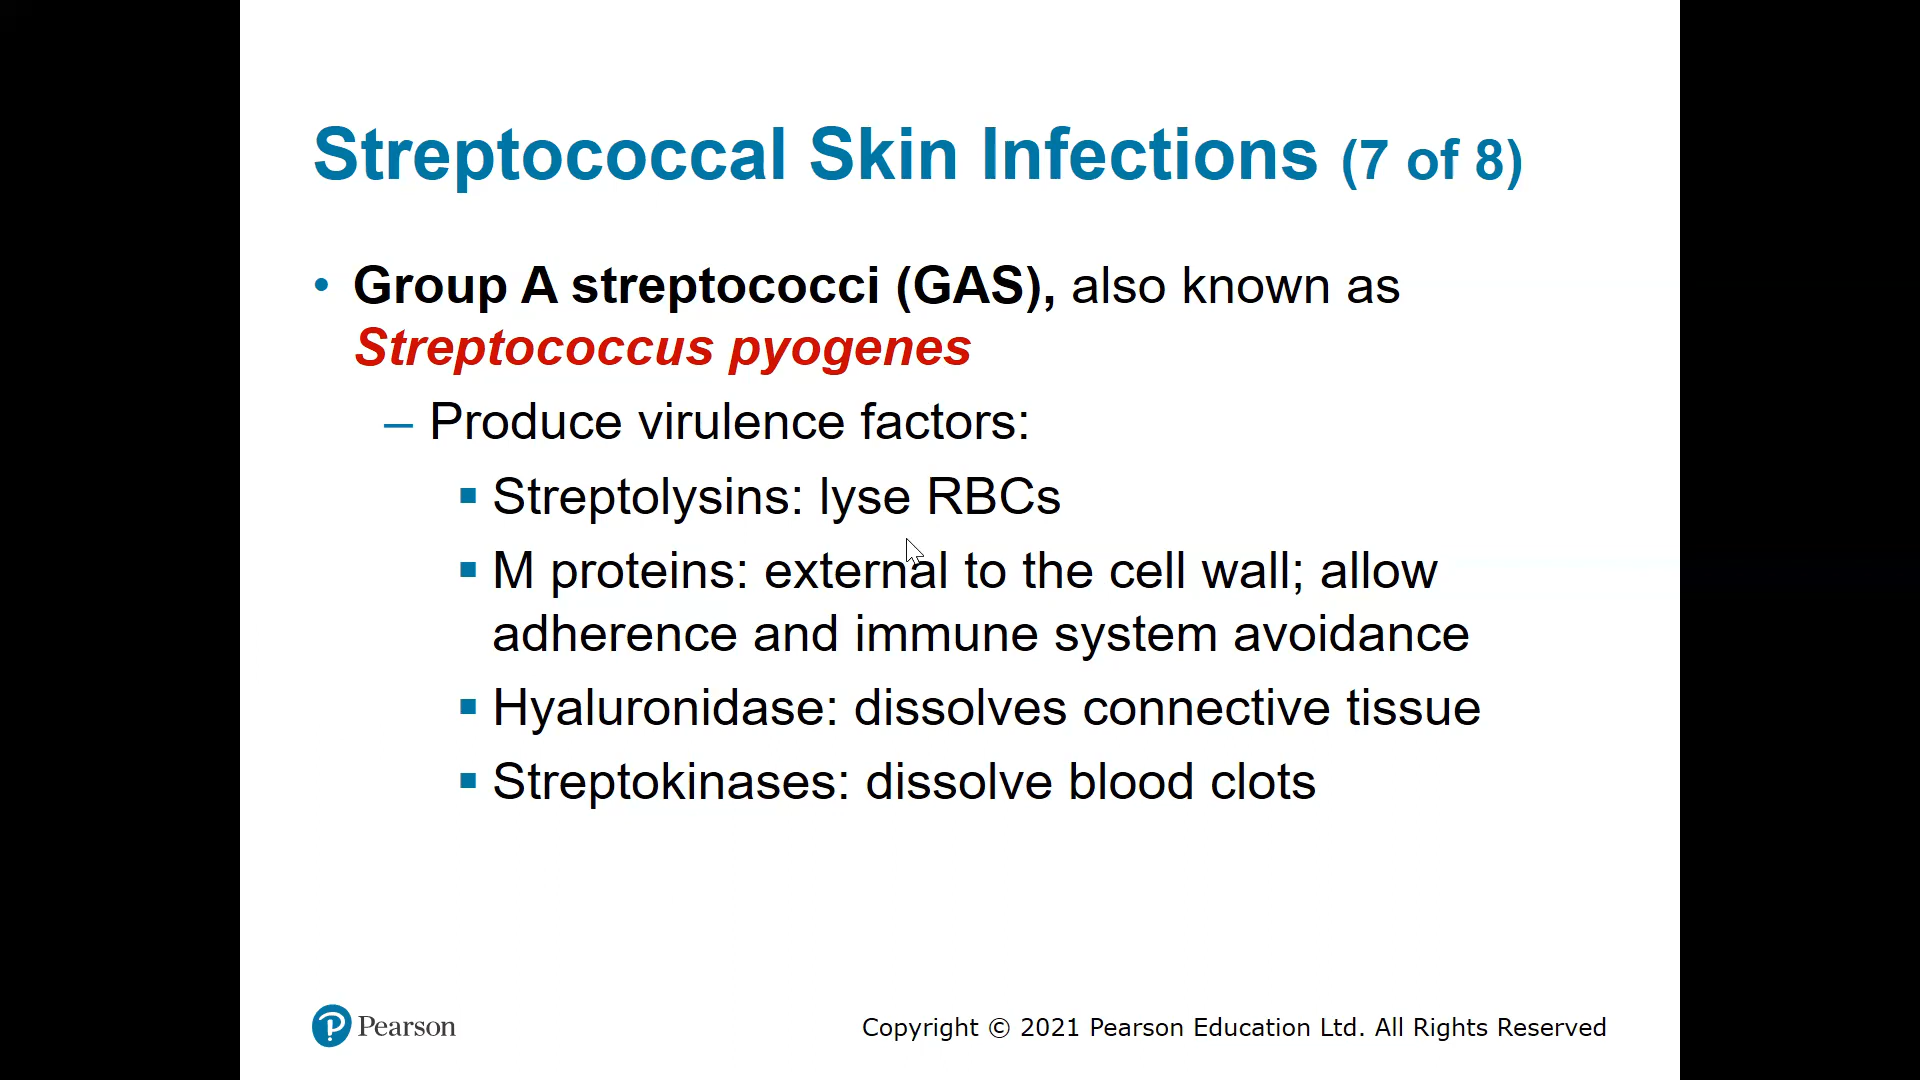 Streptococcal Skin Infections (7 of 8)
• Group A streptococci (GAS), also known as
Streptococcus pyogenes
– Produce virulence factors:
▪ Streptolysins: lyse RBCs
▪ M proteins: external to the cell wall; allow
adherence and immune system avoidance
▪ Hyaluronidase: dissolves connective tissue
▪ Streptokinases: dissolve blood clots
Pearson
Copyright © 2021 Pearson Education Ltd. All Rights Reserved